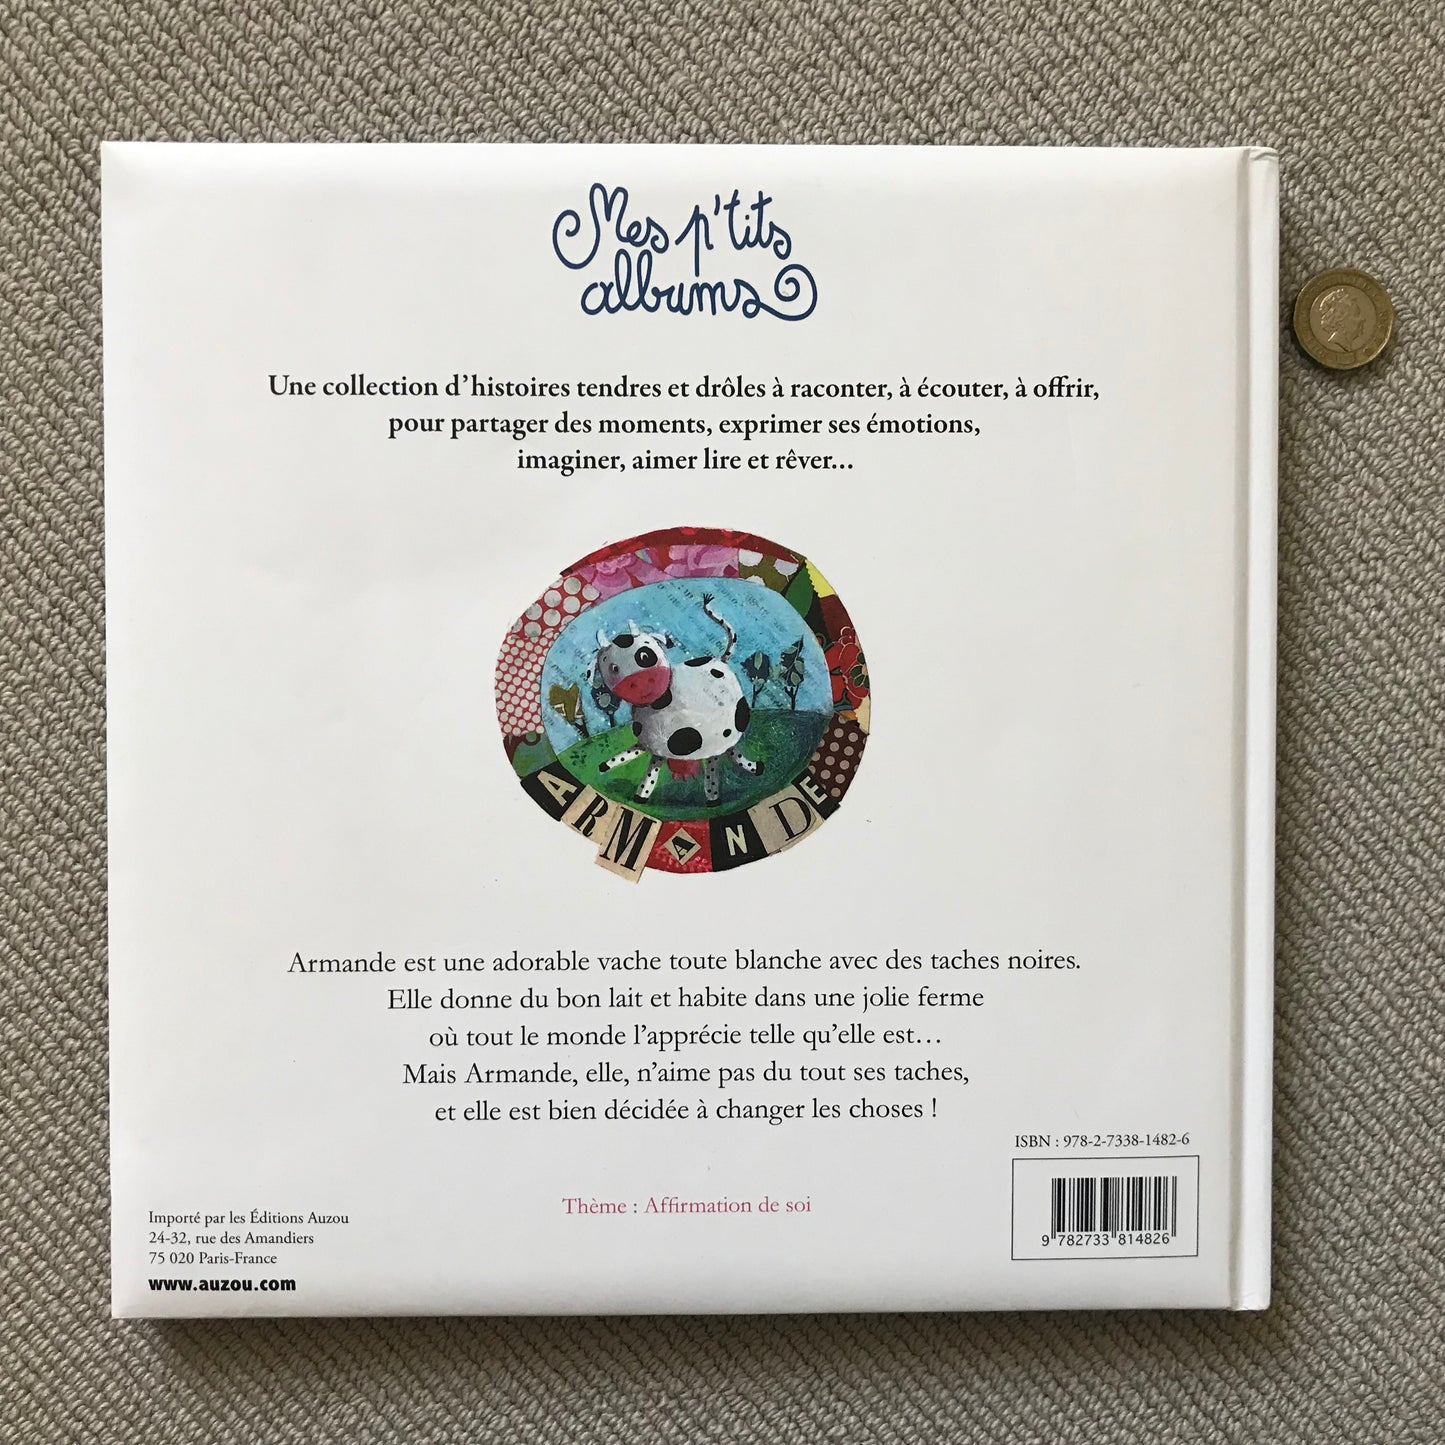 Mes p'tits
albums
Une collection d'histoires tendres et drôles à raconter, à écouter, à offrir,
pour partager des moments, exprimer ses émotions,
imaginer, aimer lire et rêver...
ARMANDE
Armande est une adorable vache toute blanche avec des taches noires.
Elle donne du bon lait et habite dans une jolie ferme
où tout le monde l'apprécie telle qu'elle est…
Mais Armande, elle, n'aime pas du tout ses taches,
et elle est bien décidée à changer les choses !
ISBN : 978-2-7338-1482-6
9 782733 814826
Thème : Affirmation de soi
Importé par les Éditions Auzou
24-32, rue des Amandiers
75 020 Paris-France
www.auzou.com